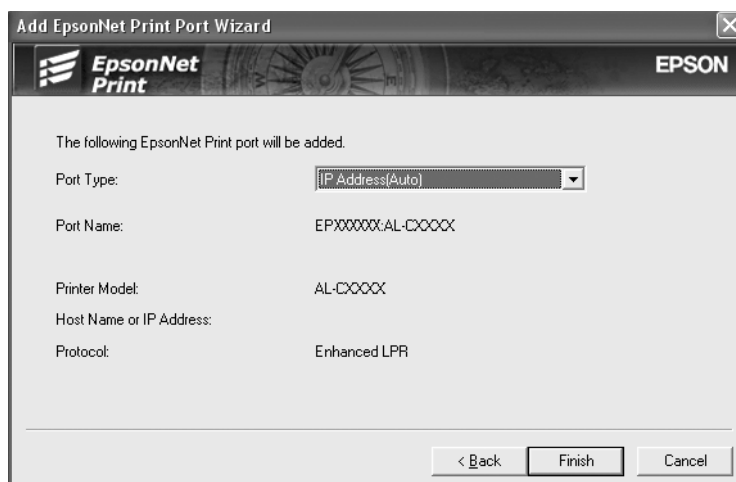 Add EpsonNet Print Port Wizard
EpsonNet Print
EPSON
The following EpsonNet Print port will be added.
Port Type: IP Address(Auto)
Port Name: EPXXXXXX:AL-CXXXX
Printer Model: AL-CXXXX
Host Name or IP Address:
Protocol: Enhanced LPR
< Back Finish Cancel